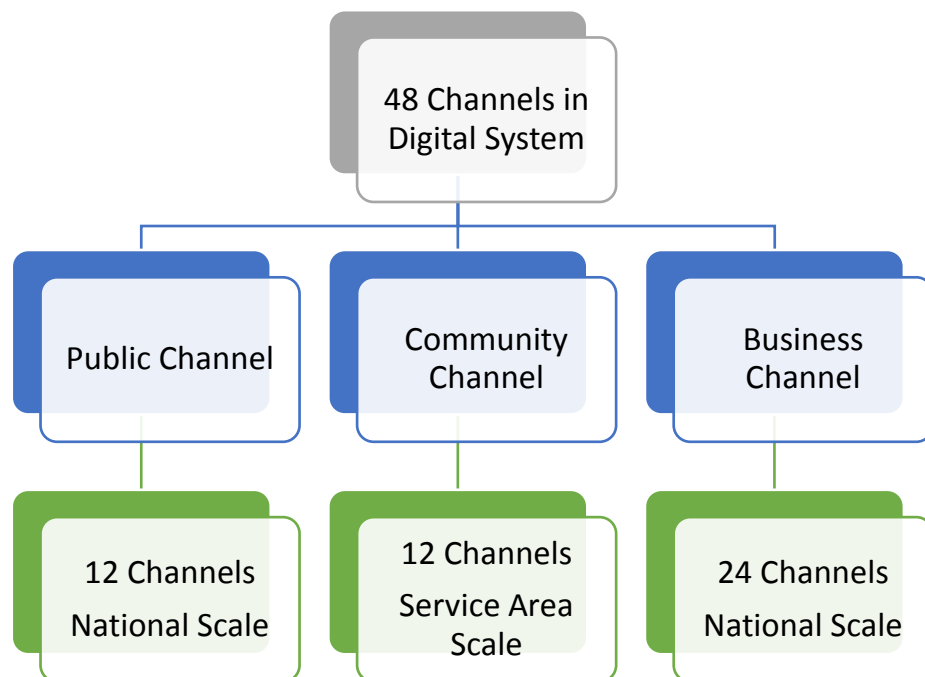 48 Channels in
Digital System
Public Channel
Community
Channel
Business
Channel
12 Channels
National Scale
12 Channels
Service Area
Scale
24 Channels
National Scale